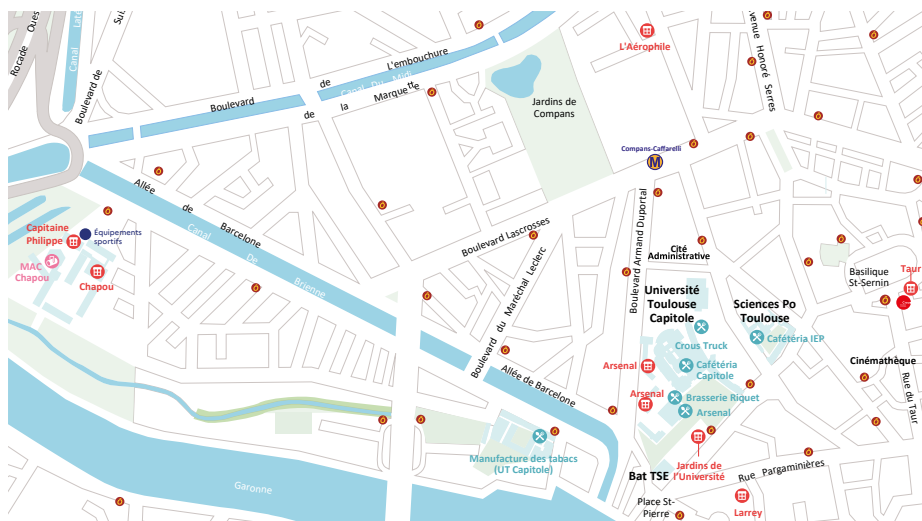 Rocade Ouest
Canal Laté
Boulevard de
Sui
L'embouchure
de
Boulevard
Canal Du Midi
de la Marquette
Jardins de
Compans
L'Aérophile
Avenue Honoré Serres
Compans-Caffarelli
M
Allée de Barcelone
Canal De Brienne
Capitaine
Philippe
Équipements
sportifs
MAC
Chapou
Chapou
Boulevard Lascrosses
Boulevard du Maréchal Leclerc
Boulevard Armand Duportal
Cité
Administrative
Université
Toulouse
Capitole
Sciences Po
Toulouse
Basilique
St-Sernin
Taur
Crous Truck
Cafétéria IEP
Arsenal
Cafétéria
Capitole
Cinémathèque
Rue du Taur
Allée de Barcelone
Arsenal
Brasserie Riquet
Arsenal
Manufacture des tabacs
(UT Capitole)
Jardins de
l'Université
Bat TSE
Rue Pargaminières
Garonne
Place St-
Pierre
Larrey